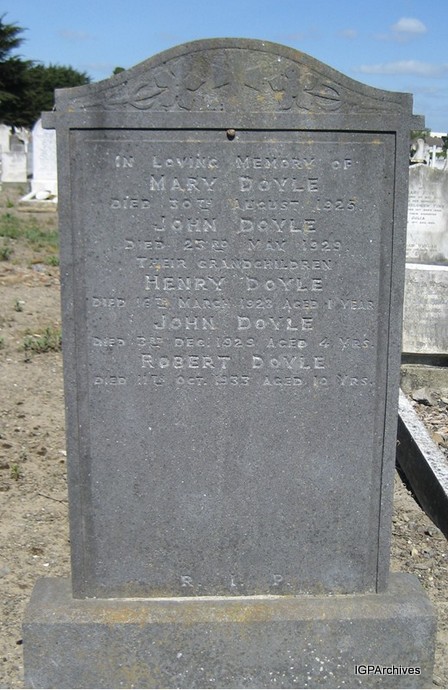 IN LOVING MEMORY OF
MARY DOYLE
DIED 30TH AUGUST 1925
JOHN DOYLE
DIED 23RD MAY 1929
THEIR GRANDCHILDREN
HENRY DOYLE
DIED 16TH MARCH 1923 AGED 1 YEAR
JOHN DOYLE
DIED 3RD DEC. 1929 AGED 4 YRS.
ROBERT DOYLE
DIED 11TH OCT. 1933 AGED 10 YRS.
R. I. P.
IGPArchives